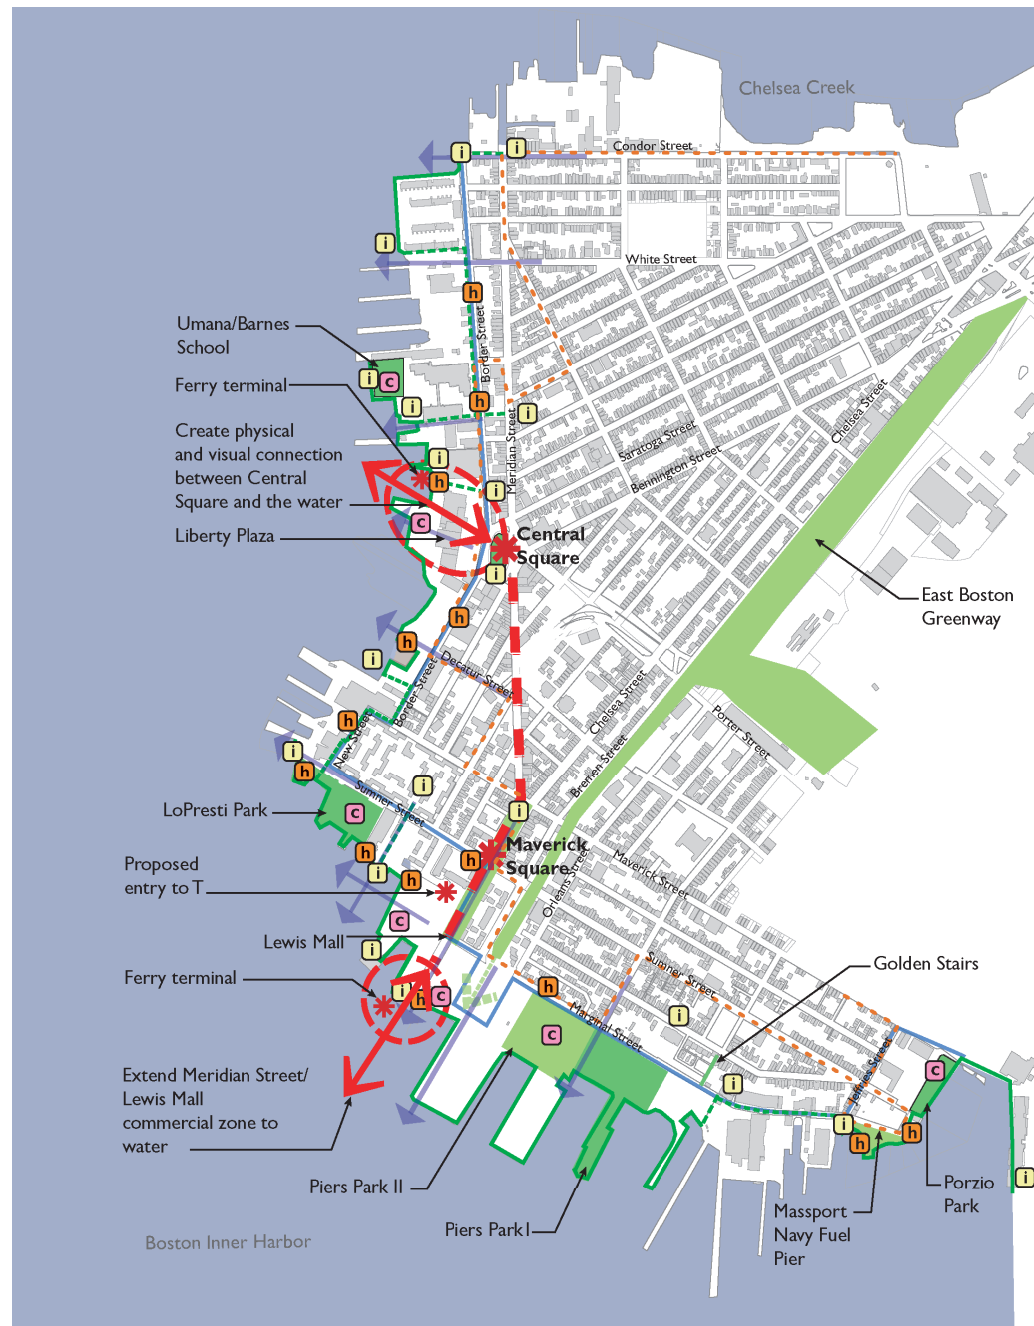 Chelsea Creek
i
i
Condor Street
i
White Street
h
Umana/Barnes
School
Border Street
i
c
Ferry terminal
i
h
i
Chelsea Street
Meridian Street
Create physical
and visual connection
between Central
Square and the water
Saratoga Street
Bennington Street
i
h
i
c
Liberty Plaza
Central
Square
i
East Boston
Greenway
h
h
i
Decatur Street
Border Street
Chelsea Street
h
New Street
Porter Street
i
h
Bremen Street
i
Sumner Street
LoPresti Park
c
i
Maverick
Square
h
h
i
h
Proposed
entry to T
Maverick Street
Orleans Street
c
Lewis Mall
i
Ferry terminal
i
h
c
Sumner Street
Golden Stairs
h
i
Marginal Street
c
Jeffries Street
c
Extend Meridian Street/
Lewis Mall
commercial zone to
water
i
i
h
h
i
Piers Park II
Piers Park I
Massport
Navy Fuel
Pier
Porzio
Park
Boston Inner Harbor